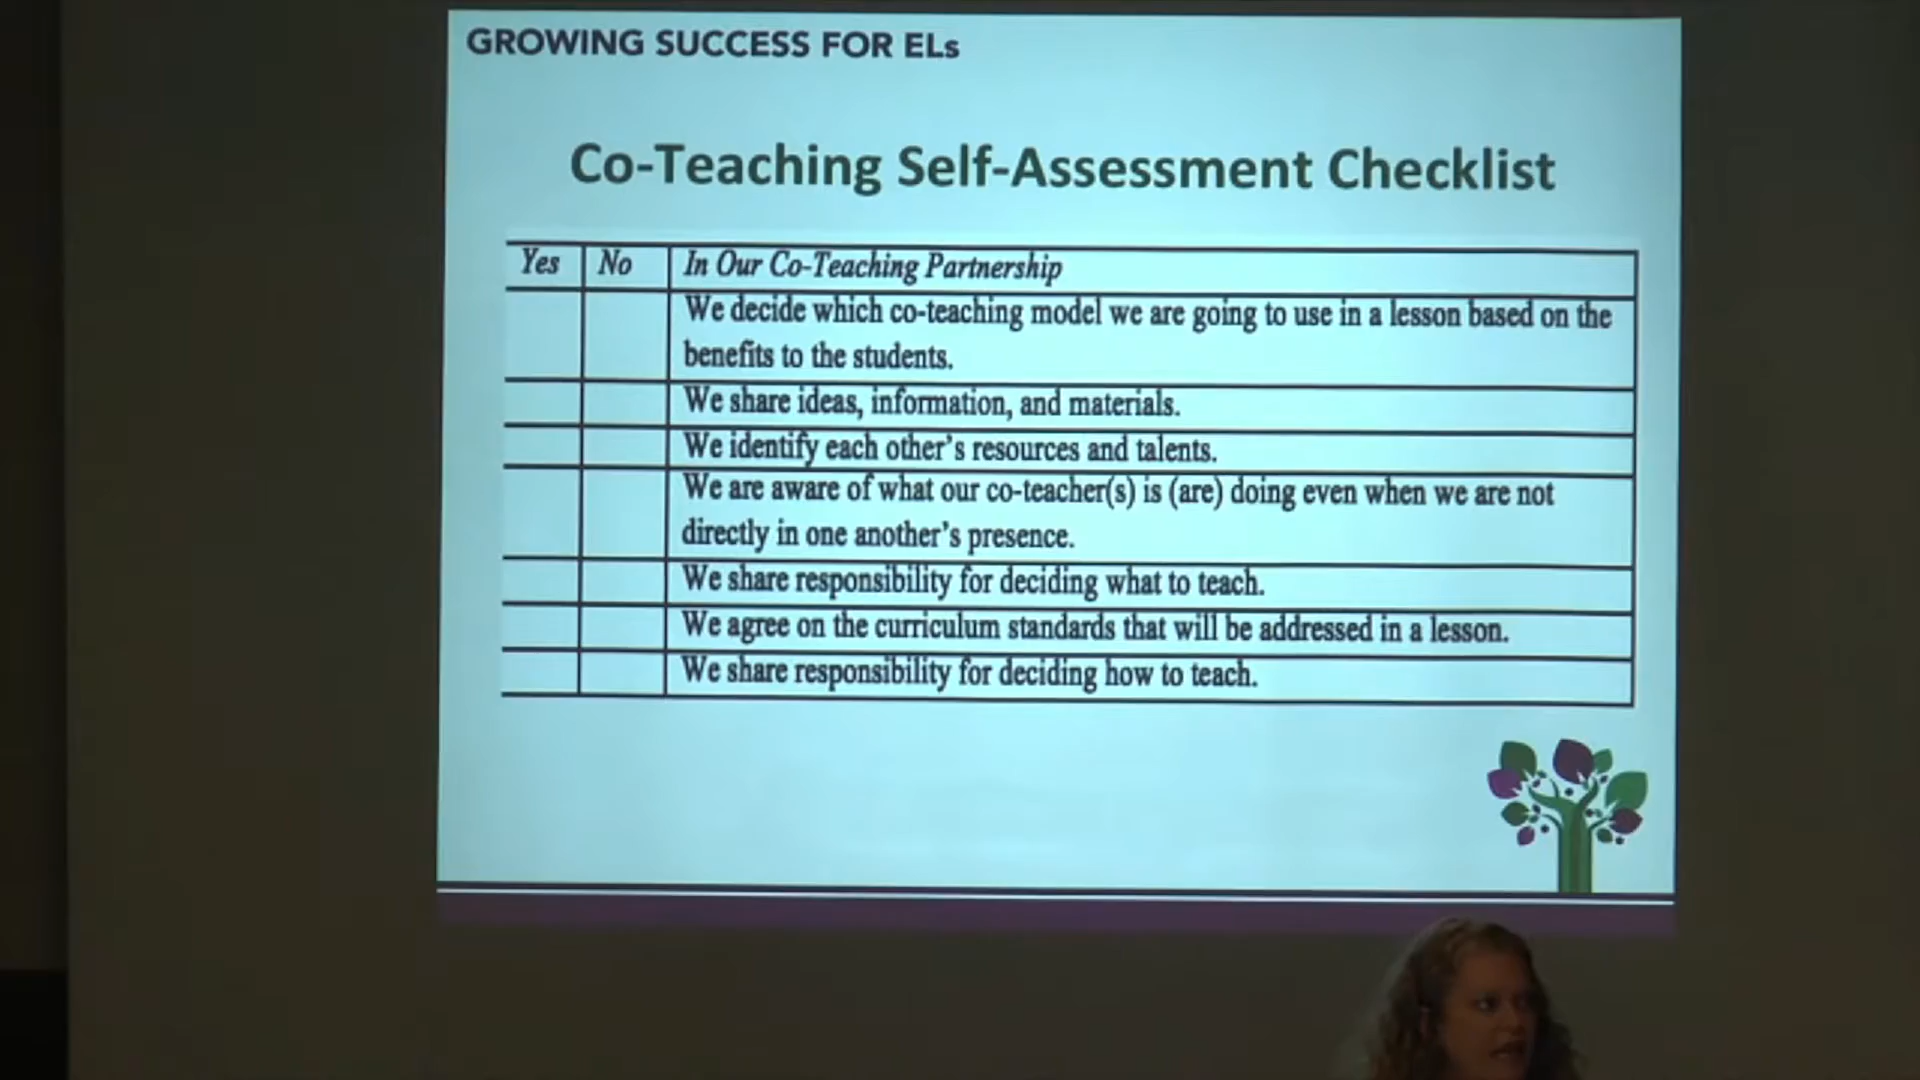 GROWING SUCCESS FOR ELs
Co-Teaching Self-Assessment Checklist
Yes No In Our Co-Teaching Partnership
We decide which co-teaching model we are going to use in a lesson based on the
benefits to the students.
We share ideas, information, and materials.
We identify each other's resources and talents.
We are aware of what our co-teacher(s) is (are) doing even when we are not
directly in one another's presence.
We share responsibility for deciding what to teach.
We agree on the curriculum standards that will be addressed in a lesson.
We share responsibility for deciding how to teach.